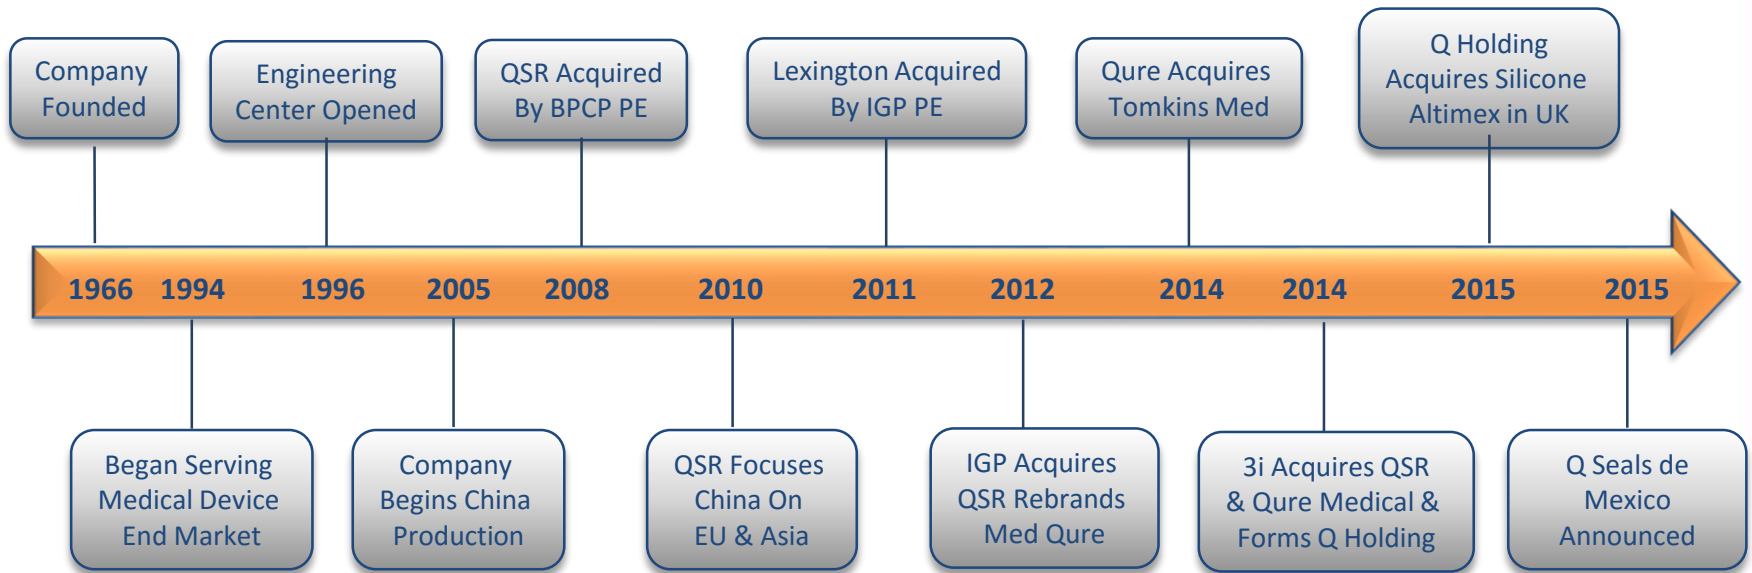 Company
Founded
Engineering
Center Opened
QSR Acquired
By BPCP PE
Lexington Acquired
By IGP PE
Qure Acquires
Tomkins Med
Q Holding
Acquires Silicone
Altimex in UK
1966 1994 1996 2005 2008 2010 2011 2012 2014 2014 2015 2015
Began Serving
Medical Device
End Market
Company
Begins China
Production
QSR Focuses
China On
EU & Asia
IGP Acquires
QSR Rebrands
Med Qure
3i Acquires QSR
& Qure Medical &
Forms Q Holding
Q Seals de
Mexico
Announced